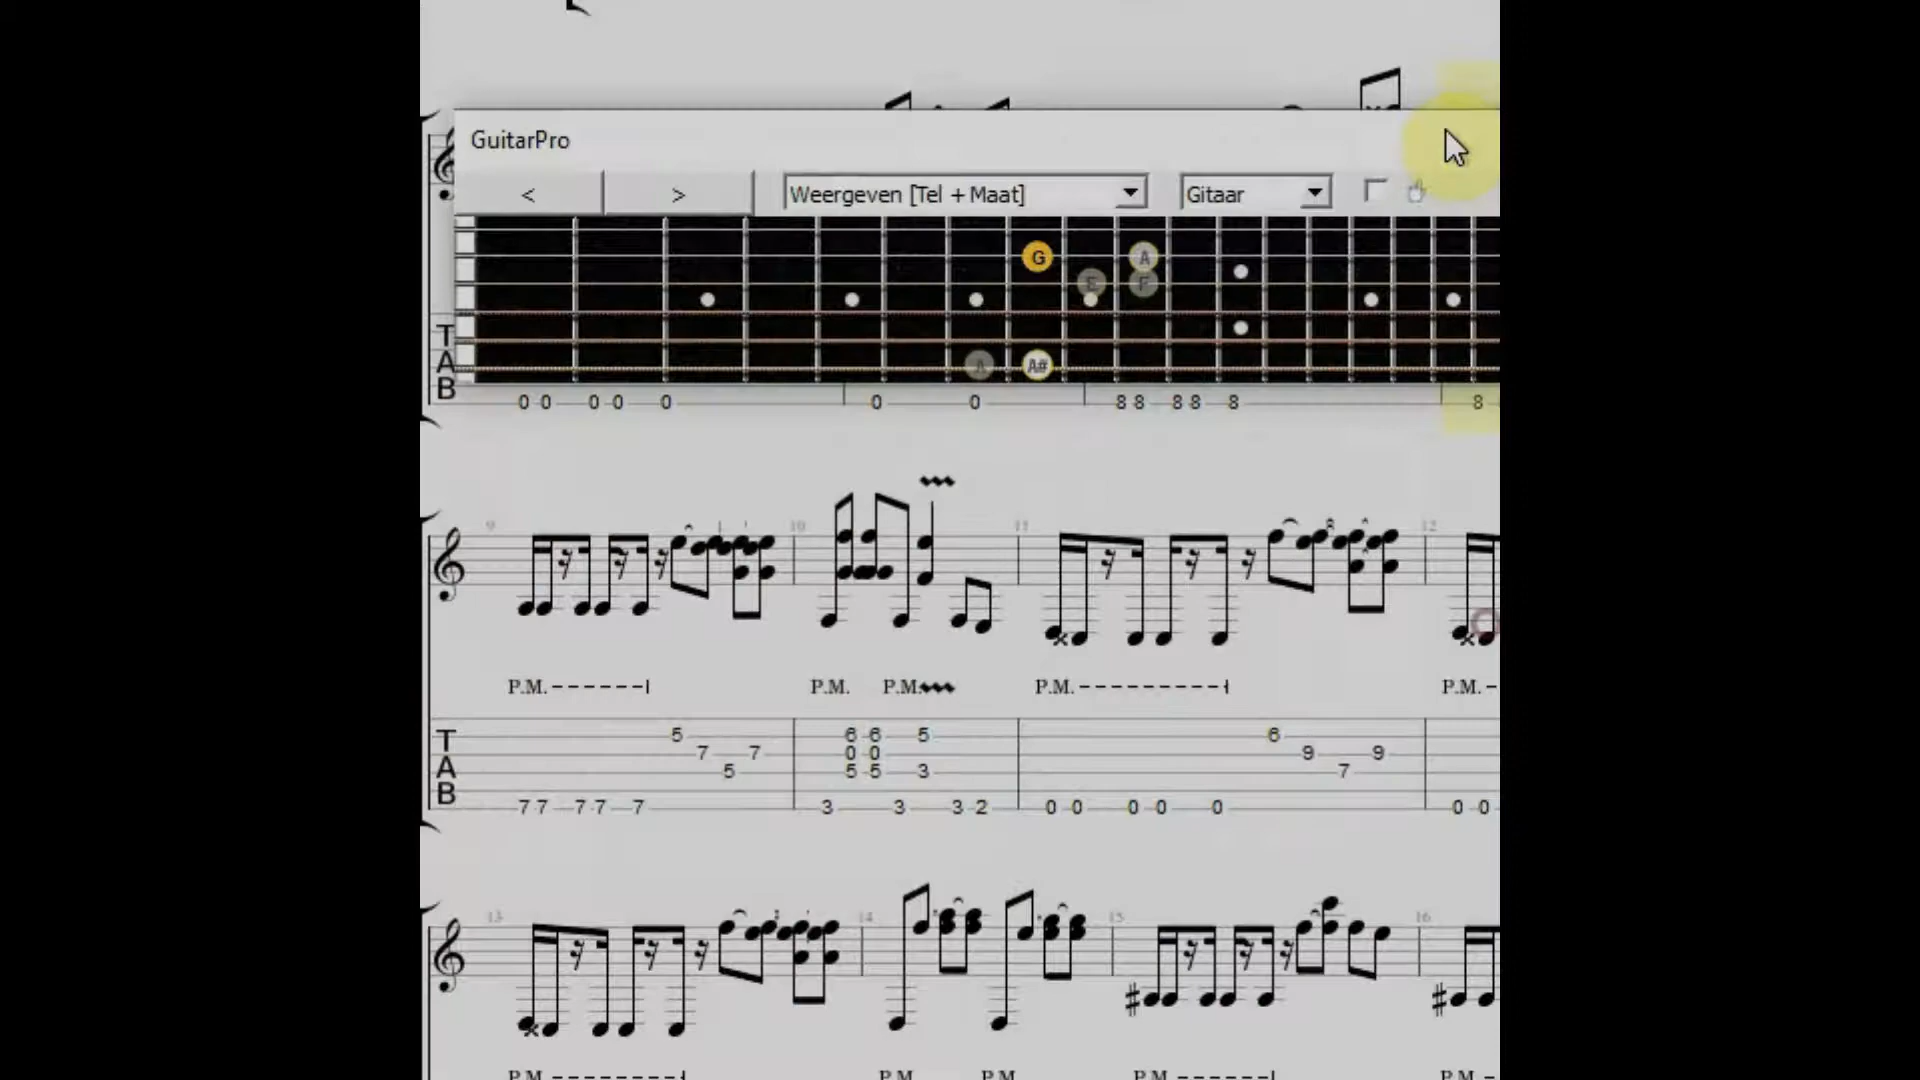 GuitarPro
< > Weergeven [Tel + Maat] Gitaar
G A
E F
A A#
T
A
B
0 0 0 0 0 0 0 8 8 8 8 8 8
9 10 11 12
P.M. P.M. P.M. P.M. P.M.
T
A
B
5 6 6 5 6
7 7 0 0 9 9
5 5 5 3 7
7 7 7 7 7 3 3 3 2 0 0 0 0 0 0 0
13 14 15 16
P.M. P.M. P.M. P.M. P.M.